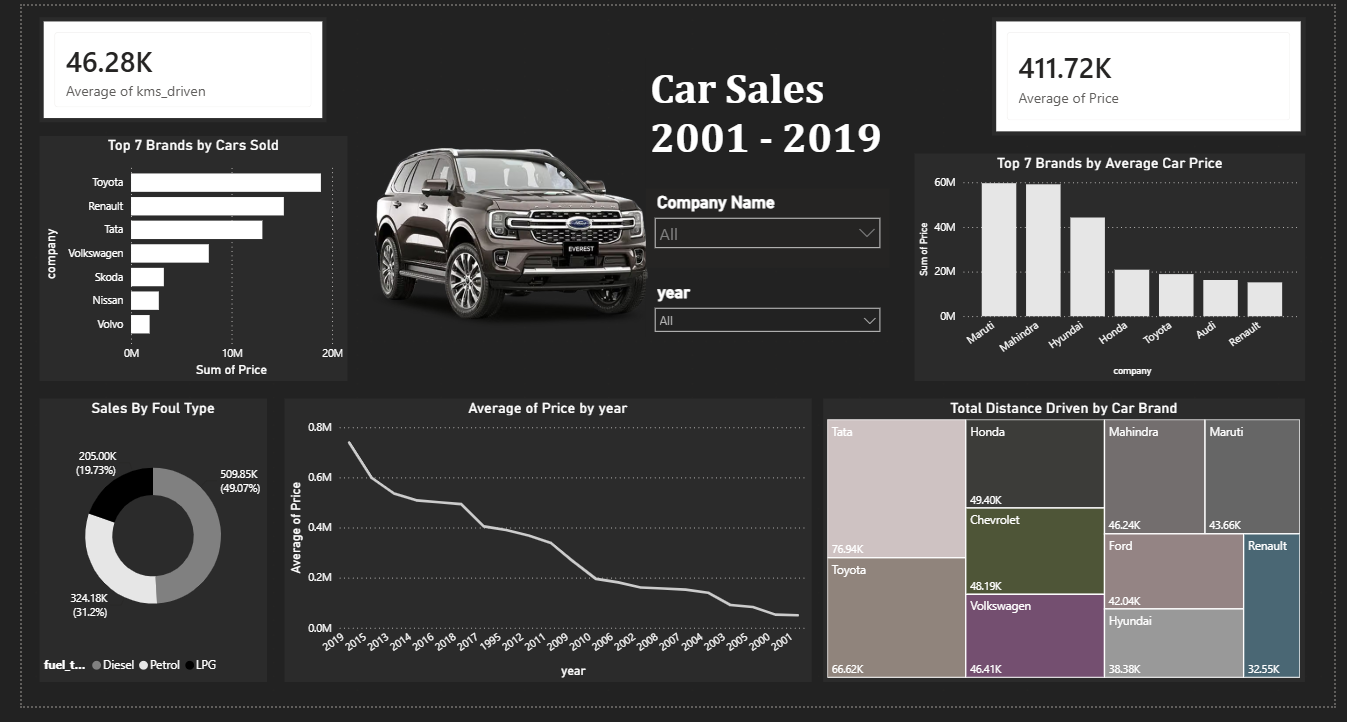 46.28K
Average of kms_driven
Car Sales
2001 - 2019
411.72K
Average of Price
Top 7 Brands by Cars Sold
company
Toyota
Renault
Tata
Volkswagen
Skoda
Nissan
Volvo
0M 10M 20M
Sum of Price
EVEREST
Company Name
All
year
All
Top 7 Brands by Average Car Price
Sum of Price
60M
40M
20M
0M
Maruti Mahindra Hyundai Honda Toyota Audi Renault
company
Sales By Foul Type
205.00K
(19.73%)
509.85K
(49.07%)
324.18K
(31.2%)
fuel_t... Diesel Petrol LPG
Average of Price by year
Average of Price
0.8M
0.6M
0.4M
0.2M
0.0M
2019 2015 2013 2014 2016 2018 2017 1995 2012 2011 2009 2010 2006 2002 2008 2007 2004 2003 2005 2000 2001
year
Total Distance Driven by Car Brand
Tata
76.94K
Toyota
66.62K
Honda
49.40K
Chevrolet
48.19K
Volkswagen
46.41K
Mahindra
46.24K
Maruti
43.66K
Ford
42.04K
Hyundai
38.38K
Renault
32.55K